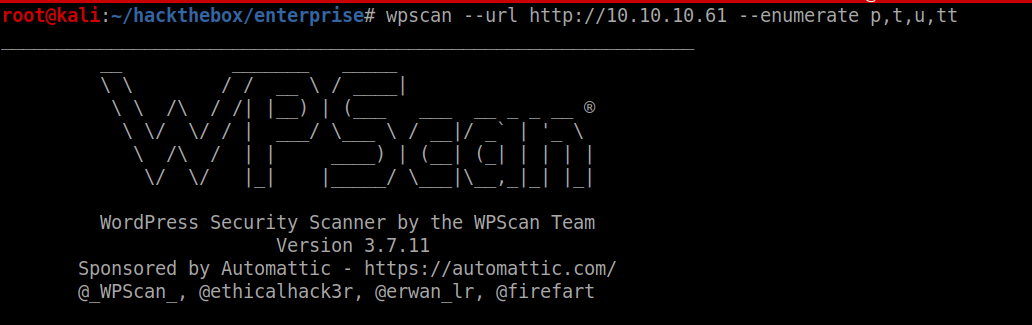 root@kali:~/hackthebox/enterprise# wpscan --url http://10.10.10.61 --enumerate p,t,u,tt
WPScan ®
WordPress Security Scanner by the WPScan Team
Version 3.7.11
Sponsored by Automattic - https://automattic.com/
@_WPScan_, @ethicalhack3r, @erwan_lr, @firefart